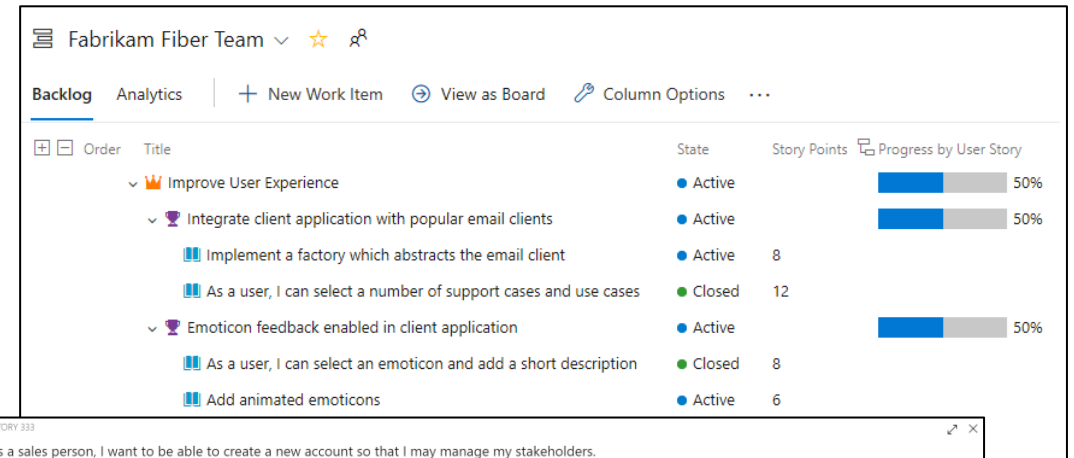 Fabrikam Fiber Team
Backlog Analytics + New Work Item View as Board Column Options ...
Order Title State Story Points Progress by User Story
Improve User Experience Active 50%
Integrate client application with popular email clients Active 50%
Implement a factory which abstracts the email client Active 8
As a user, I can select a number of support cases and use cases Closed 12
Emoticon feedback enabled in client application Active 50%
As a user, I can select an emoticon and add a short description Closed 8
Add animated emoticons Active 6
TORY 333
s a sales person, I want to be able to create a new account so that I may manage my stakeholders.